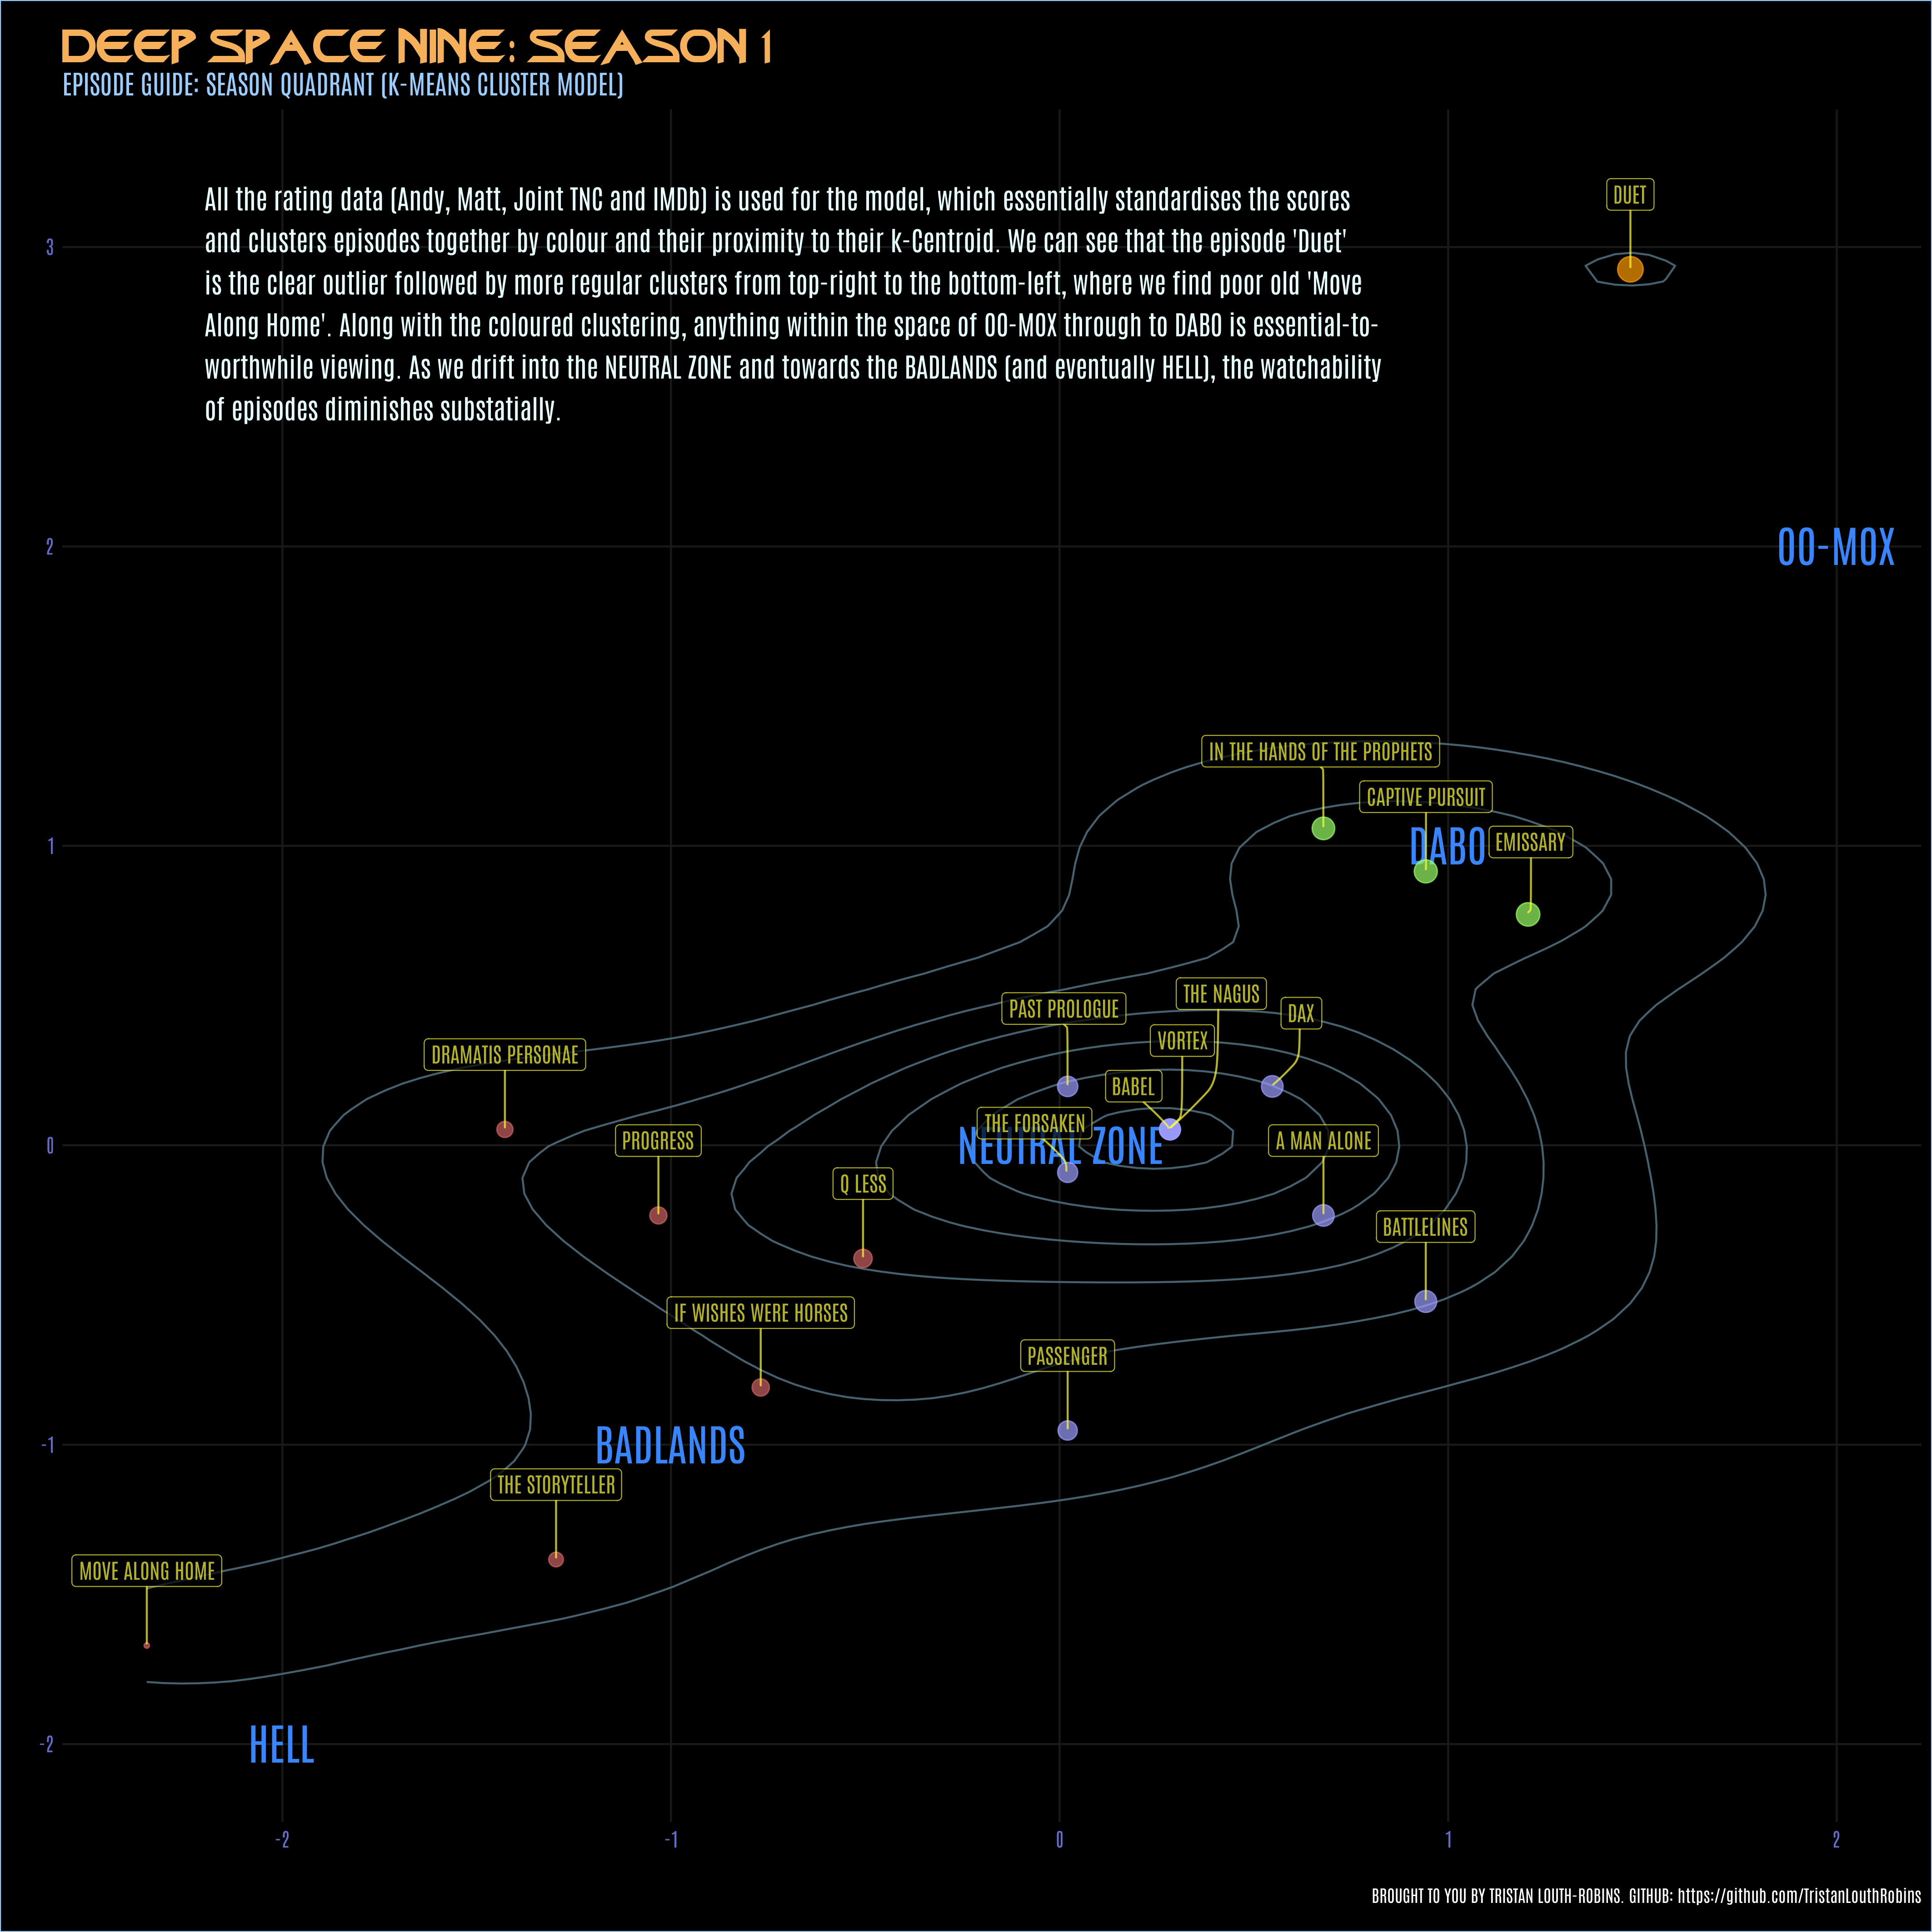 DEEP SPACE NINE: SEASON 1
EPISODE GUIDE: SEASON QUADRANT (K-MEANS CLUSTER MODEL)
All the rating data (Andy, Matt, Joint TNC and IMDb) is used for the model, which essentially standardises the scores
and clusters episodes together by colour and their proximity to their k-Centroid. We can see that the episode 'Duet'
is the clear outlier followed by more regular clusters from top-right to the bottom-left, where we find poor old 'Move
Along Home'. Along with the coloured clustering, anything within the space of OO-MOX through to DABO is essential-to-
worthwhile viewing. As we drift into the NEUTRAL ZONE and towards the BADLANDS (and eventually HELL), the watchability
of episodes diminishes substatially.
DUET
3
2
OO-MOX
IN THE HANDS OF THE PROPHETS
CAPTIVE PURSUIT
EMISSARY
1
DABO
THE NAGUS
PAST PROLOGUE
DAX
VORTEX
DRAMATIS PERSONAE
BABEL
THE FORSAKEN
PROGRESS
A MAN ALONE
0
NEUTRAL ZONE
Q LESS
BATTLELINES
IF WISHES WERE HORSES
PASSENGER
-1
BADLANDS
THE STORYTELLER
MOVE ALONG HOME
-2
HELL
-2
-1
0
1
2
BROUGHT TO YOU BY TRISTAN LOUTH-ROBINS. GITHUB: https://github.com/TristanLouthRobins